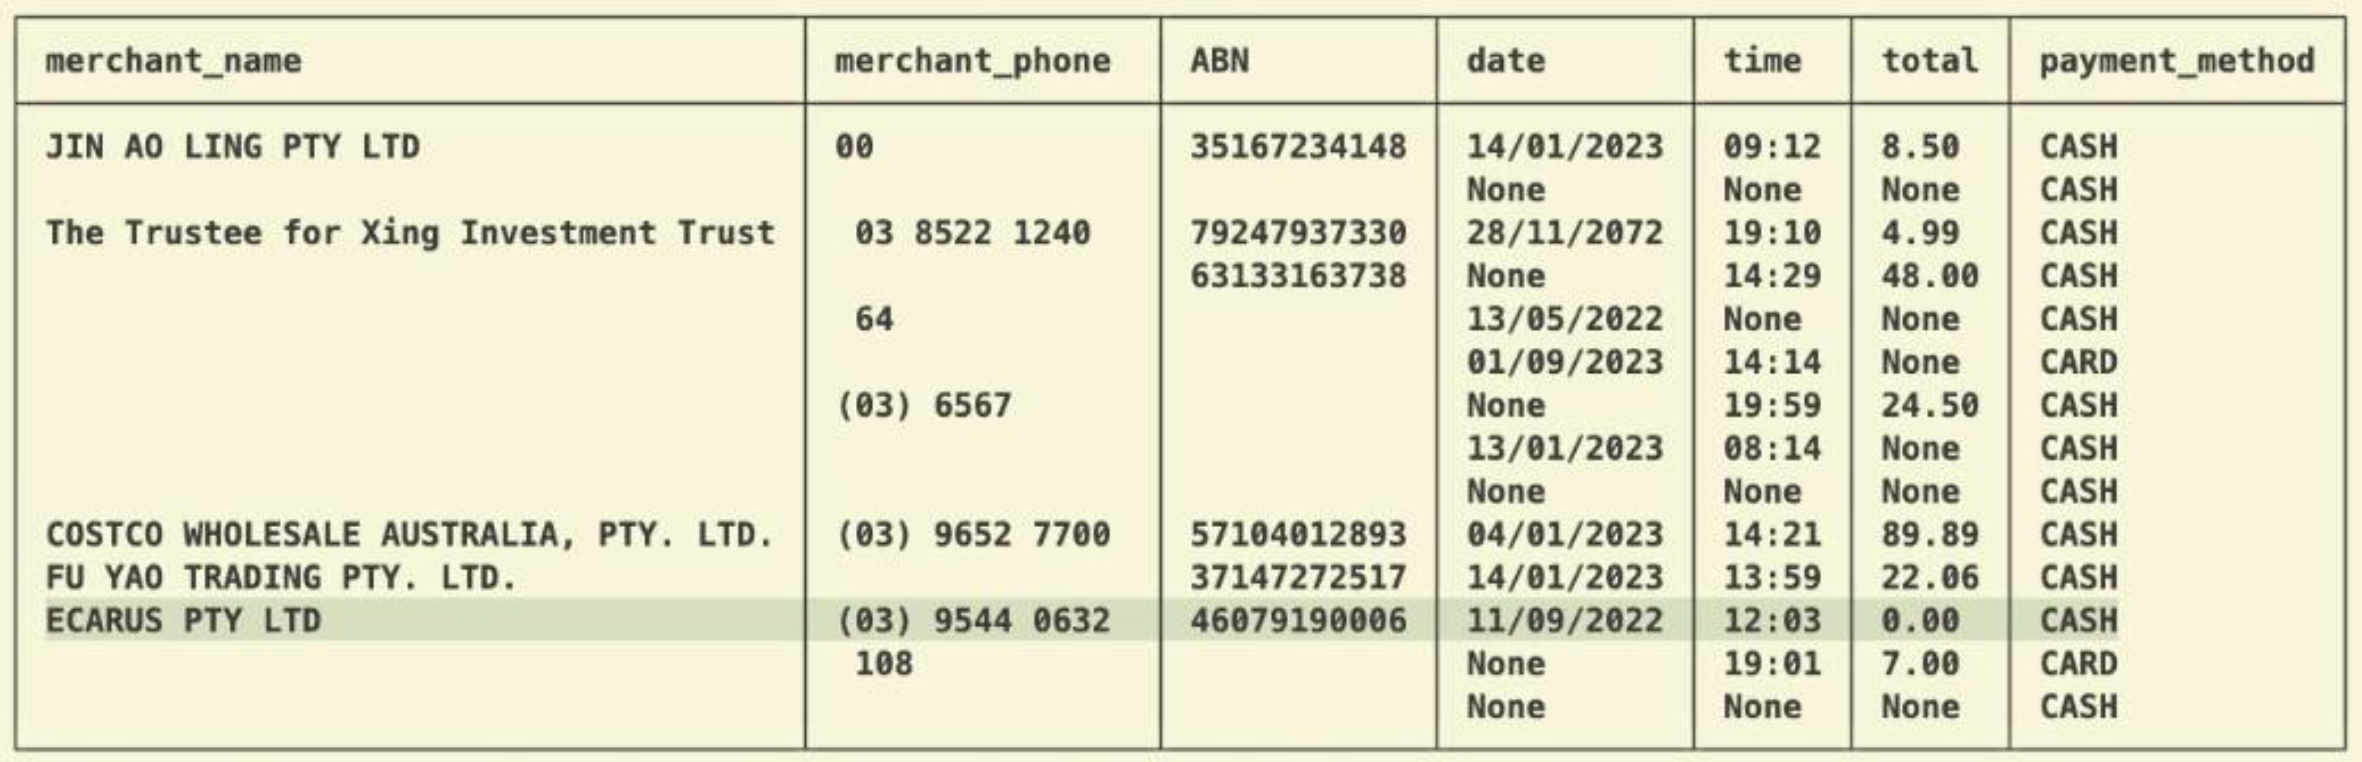 merchant_name merchant_phone ABN date time total payment_method
JIN AO LING PTY LTD 00 35167234148 14/01/2023 09:12 8.50 CASH
None None None CASH
The Trustee for Xing Investment Trust 03 8522 1240 79247937330 28/11/2072 19:10 4.99 CASH
63133163738 None 14:29 48.00 CASH
64 13/05/2022 None None CASH
01/09/2023 14:14 None CARD
(03) 6567 None 19:59 24.50 CASH
13/01/2023 08:14 None CASH
None None None CASH
COSTCO WHOLESALE AUSTRALIA, PTY. LTD. (03) 9652 7700 57104012893 04/01/2023 14:21 89.89 CASH
FU YAO TRADING PTY. LTD. 37147272517 14/01/2023 13:59 22.06 CASH
ECARUS PTY LTD (03) 9544 0632 46079190006 11/09/2022 12:03 0.00 CASH
108 None 19:01 7.00 CARD
None None None CASH